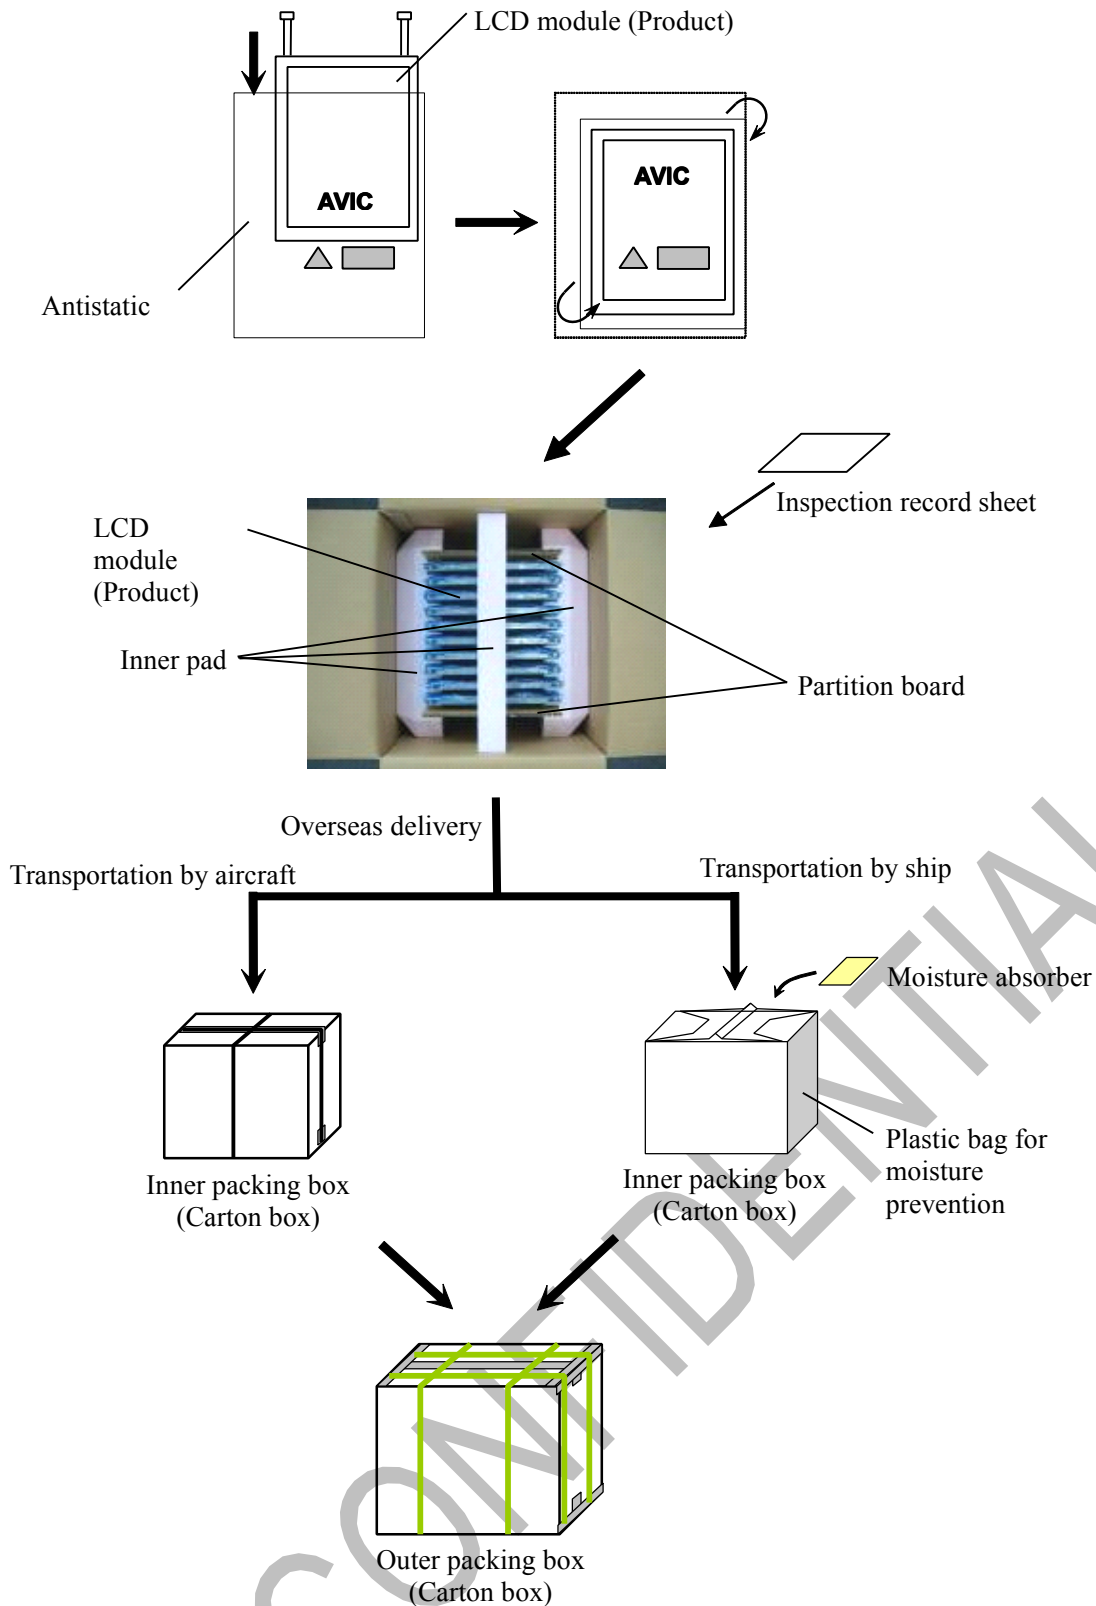 LCD module (Product)
AVIC
AVIC
Antistatic
Inspection record sheet
LCD
module
(Product)
Inner pad
Partition board
Overseas delivery
Transportation by aircraft
Transportation by ship
Moisture absorber
Plastic bag for
moisture
prevention
Inner packing box
(Carton box)
Inner packing box
(Carton box)
Outer packing box
(Carton box)
CONFIDENTIAL